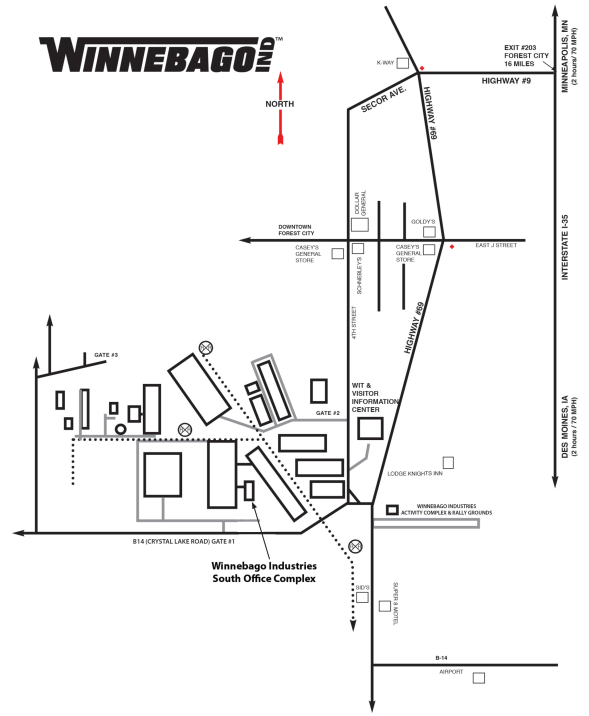 WINNEBAGO IND™
NORTH
K-WAY
EXIT #203
FOREST CITY
16 MILES
MINNEAPOLIS, MN
(2 hours/ 70 MPH)
HIGHWAY #9
SECOR AVE.
HIGHWAY #69
DOLLAR
GENERAL
GOLDY'S
DOWNTOWN
FOREST CITY
EAST J STREET
CASEY'S
GENERAL
STORE
SCHNEBLEY'S
CASEY'S
GENERAL
STORE
INTERSTATE I-35
4TH STREET
HIGHWAY #69
GATE #3
WIT &
VISITOR
INFORMATION
CENTER
GATE #2
DES MOINES, IA
(2 hours / 70 MPH)
LODGE KNIGHTS INN
WINNEBAGO INDUSTRIES
ACTIVITY COMPLEX & RALLY GROUNDS
B14 (CRYSTAL LAKE ROAD) GATE #1
Winnebago Industries
South Office Complex
SID'S
SUPER 8 MOTEL
B-14
AIRPORT